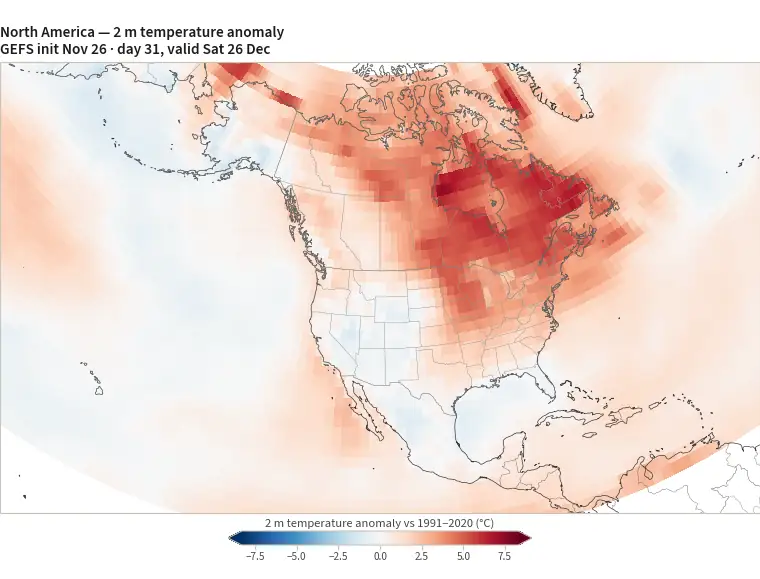 North America — 2 m temperature anomaly
GEFS init Nov 26 · day 31, valid Sat 26 Dec
2 m temperature anomaly vs 1991–2020 (°C)
−7.5 −5.0 −2.5 0.0 2.5 5.0 7.5